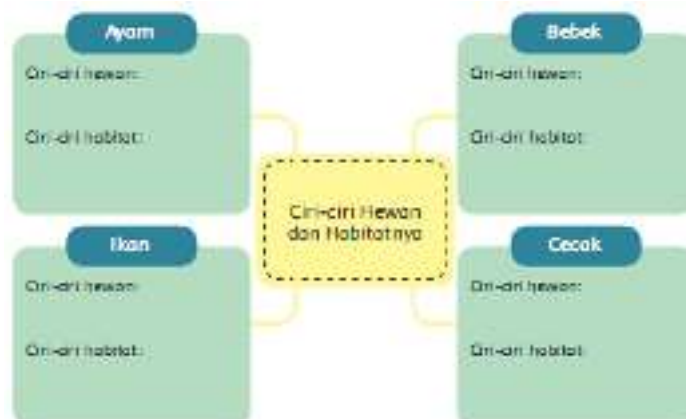 Ayam
Ciri-ciri hewan:
Ciri-ciri habitat:
Bebek
Ciri-ciri hewan:
Ciri-ciri habitat:
Ciri-ciri Hewan
dan Habitatnya
Ikan
Ciri-ciri hewan:
Ciri-ciri habitat:
Cecak
Ciri-ciri hewan:
Ciri-ciri habitat: